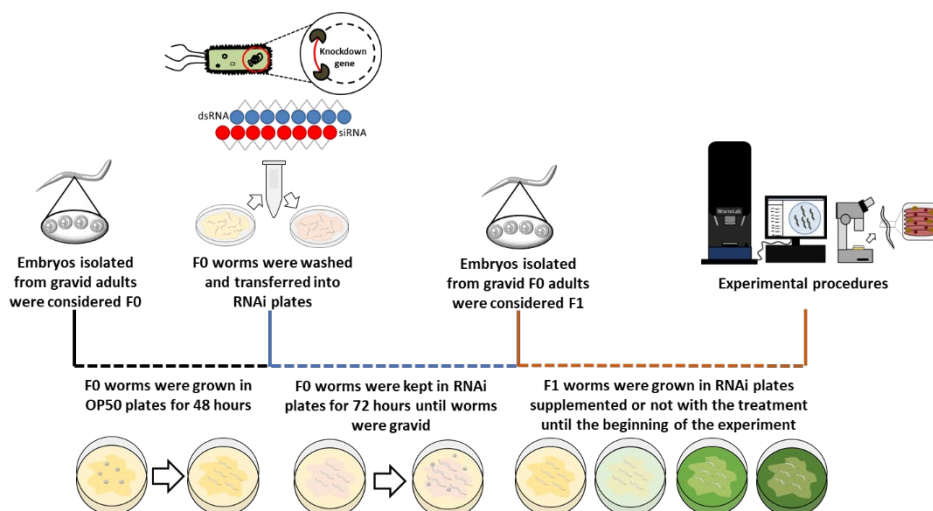 Knockdown
gene
dsRNA
siRNA
WormLab
Embryos isolated
from gravid adults
were considered F0
F0 worms were washed
and transferred into
RNAi plates
Embryos isolated
from gravid F0 adults
were considered F1
Experimental procedures
F0 worms were grown in
OP50 plates for 48 hours
F0 worms were kept in RNAi
plates for 72 hours until worms
were gravid
F1 worms were grown in RNAi plates
supplemented or not with the treatment
until the beginning of the experiment